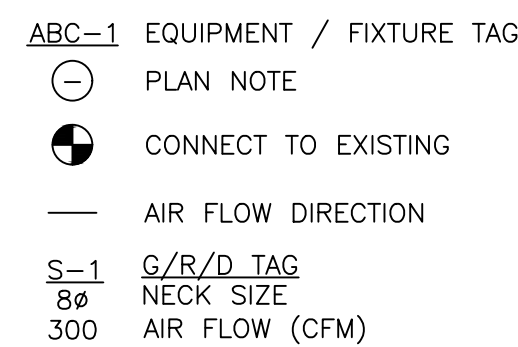 ABC-1 EQUIPMENT / FIXTURE TAG
- PLAN NOTE
CONNECT TO EXISTING
AIR FLOW DIRECTION
S-1 G/R/D TAG
8ø NECK SIZE
300 AIR FLOW (CFM)